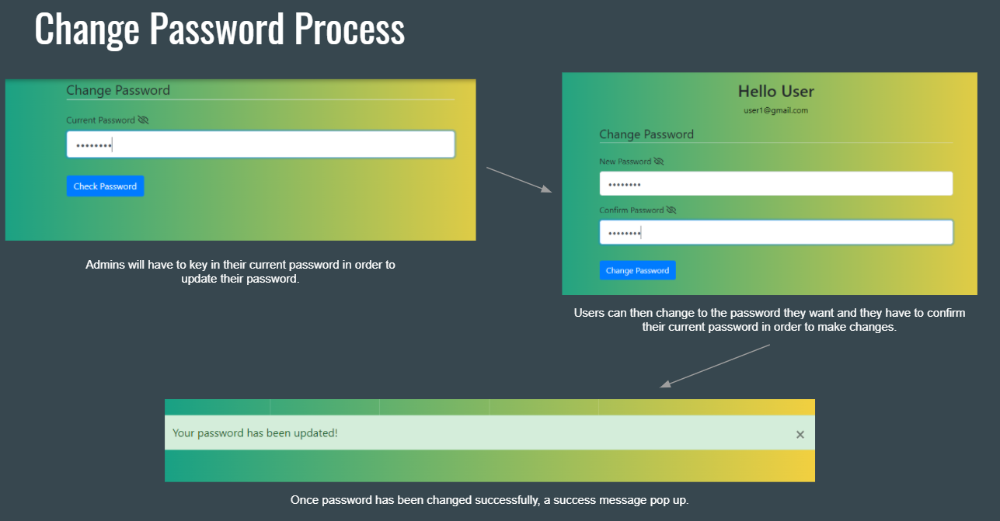 Change Password Process
Change Password
Current Password
Check Password
Admins will have to key in their current password in order to
update their password.
Hello User
user1@gmail.com
Change Password
New Password
Confirm Password
Change Password
Users can then change to the password they want and they have to confirm
their current password in order to make changes.
Your password has been updated!
×
Once password has been changed successfully, a success message pop up.